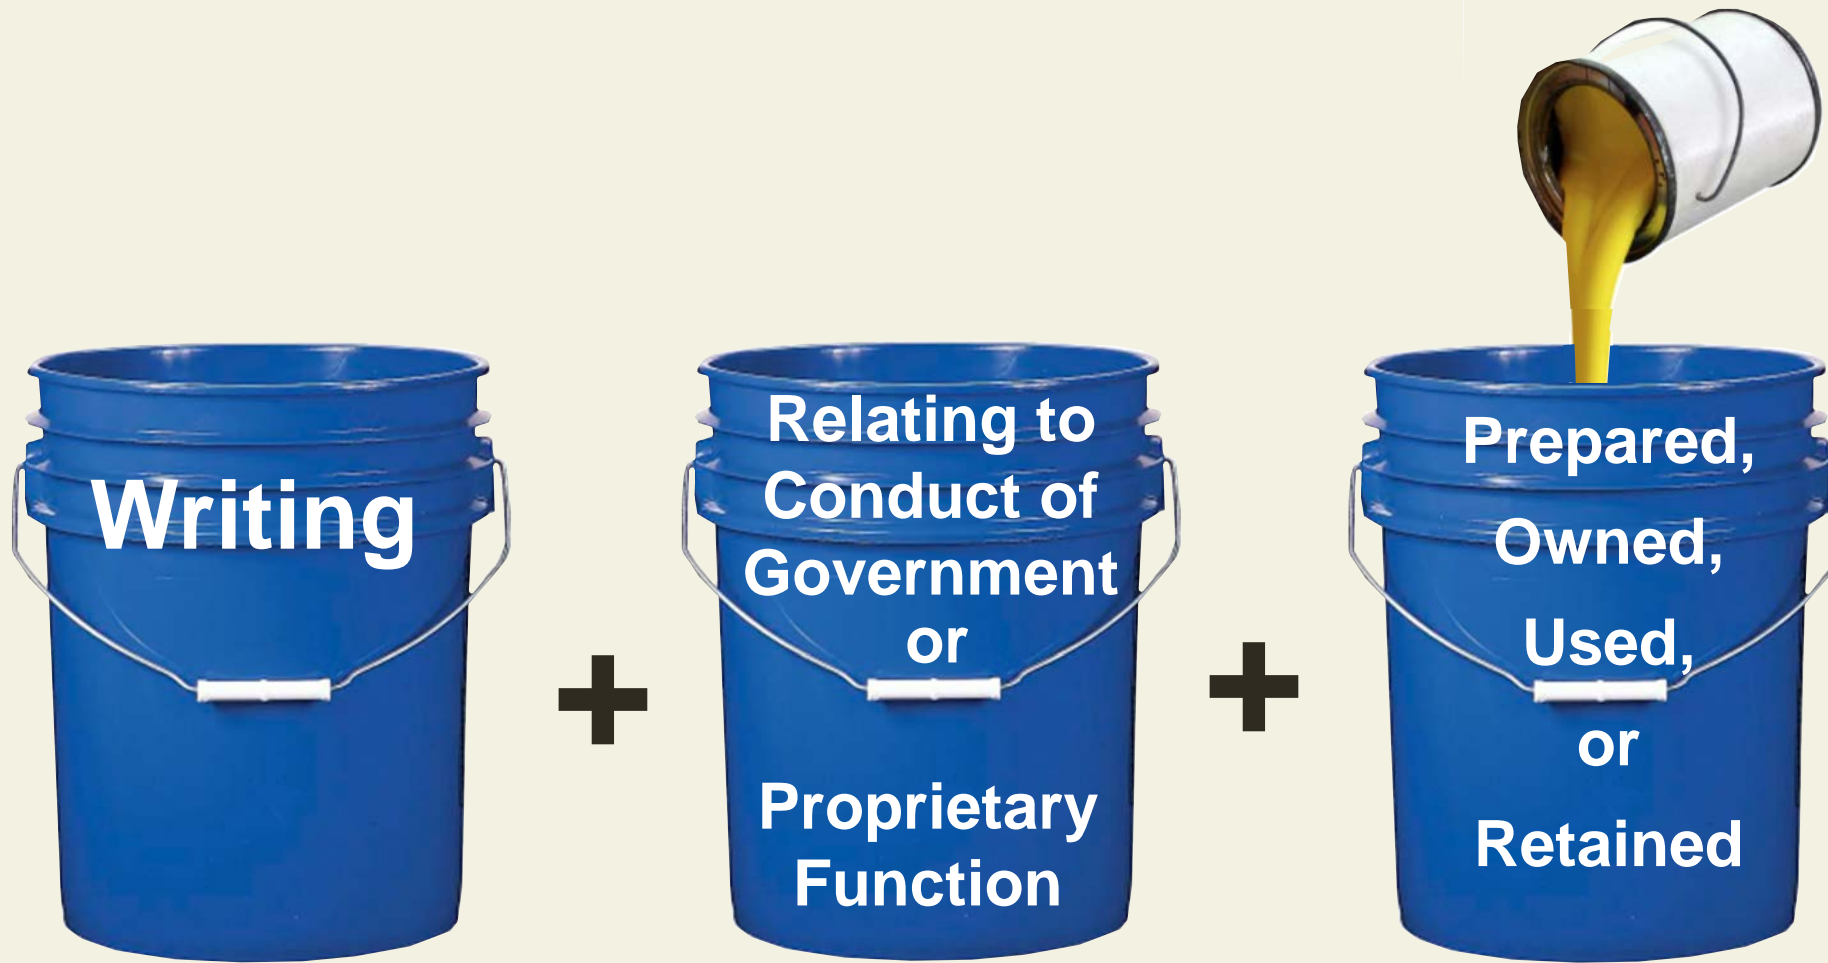 Writing
+
Relating to
Conduct of
Government
or
Proprietary
Function
+
Prepared,
Owned,
Used,
or
Retained